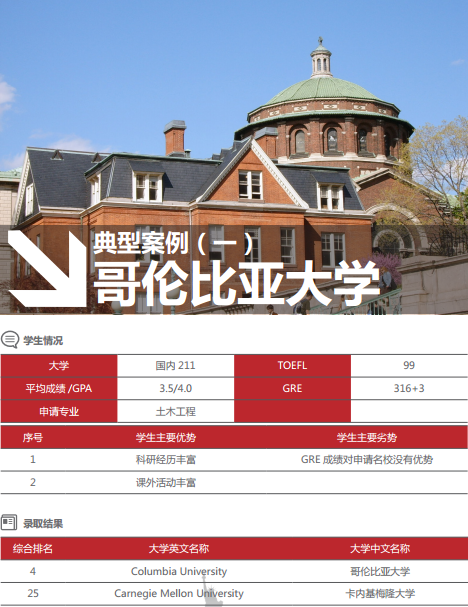 典型案例（一）
哥伦比亚大学
学生情况
大学 国内 211 TOEFL 99
平均成绩 /GPA 3.5/4.0 GRE 316+3
申请专业 土木工程
序号 学生主要优势 学生主要劣势
1 科研经历丰富 GRE 成绩对申请名校没有优势
2 课外活动丰富
录取结果
综合排名 大学英文名称 大学中文名称
4 Columbia University 哥伦比亚大学
25 Carnegie Mellon University 卡内基梅隆大学